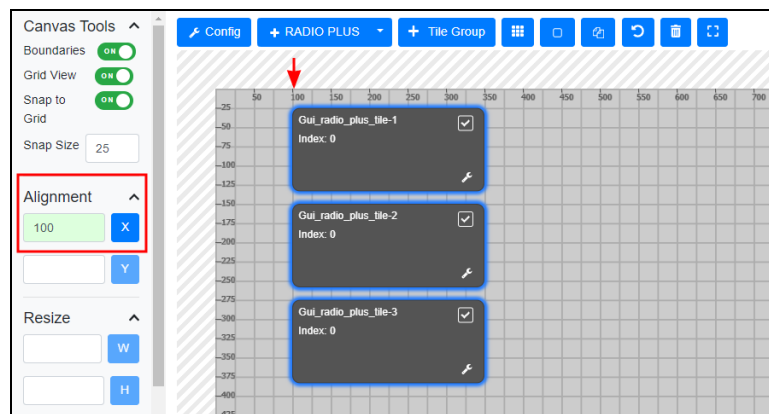 Canvas Tools
Boundaries ON
Grid View ON
Snap to
Grid
ON
Snap Size 25
Alignment
100 X
Y
Resize
W
H
Config
+ RADIO PLUS
+ Tile Group
50 100 150 200 250 300 350 400 450 500 550 600 650 700
25
50
75
100
125
150
175
200
225
250
275
300
325
350
375
400
425
Gui_radio_plus_tile-1
Index: 0
Gui_radio_plus_tile-2
Index: 0
Gui_radio_plus_tile-3
Index: 0